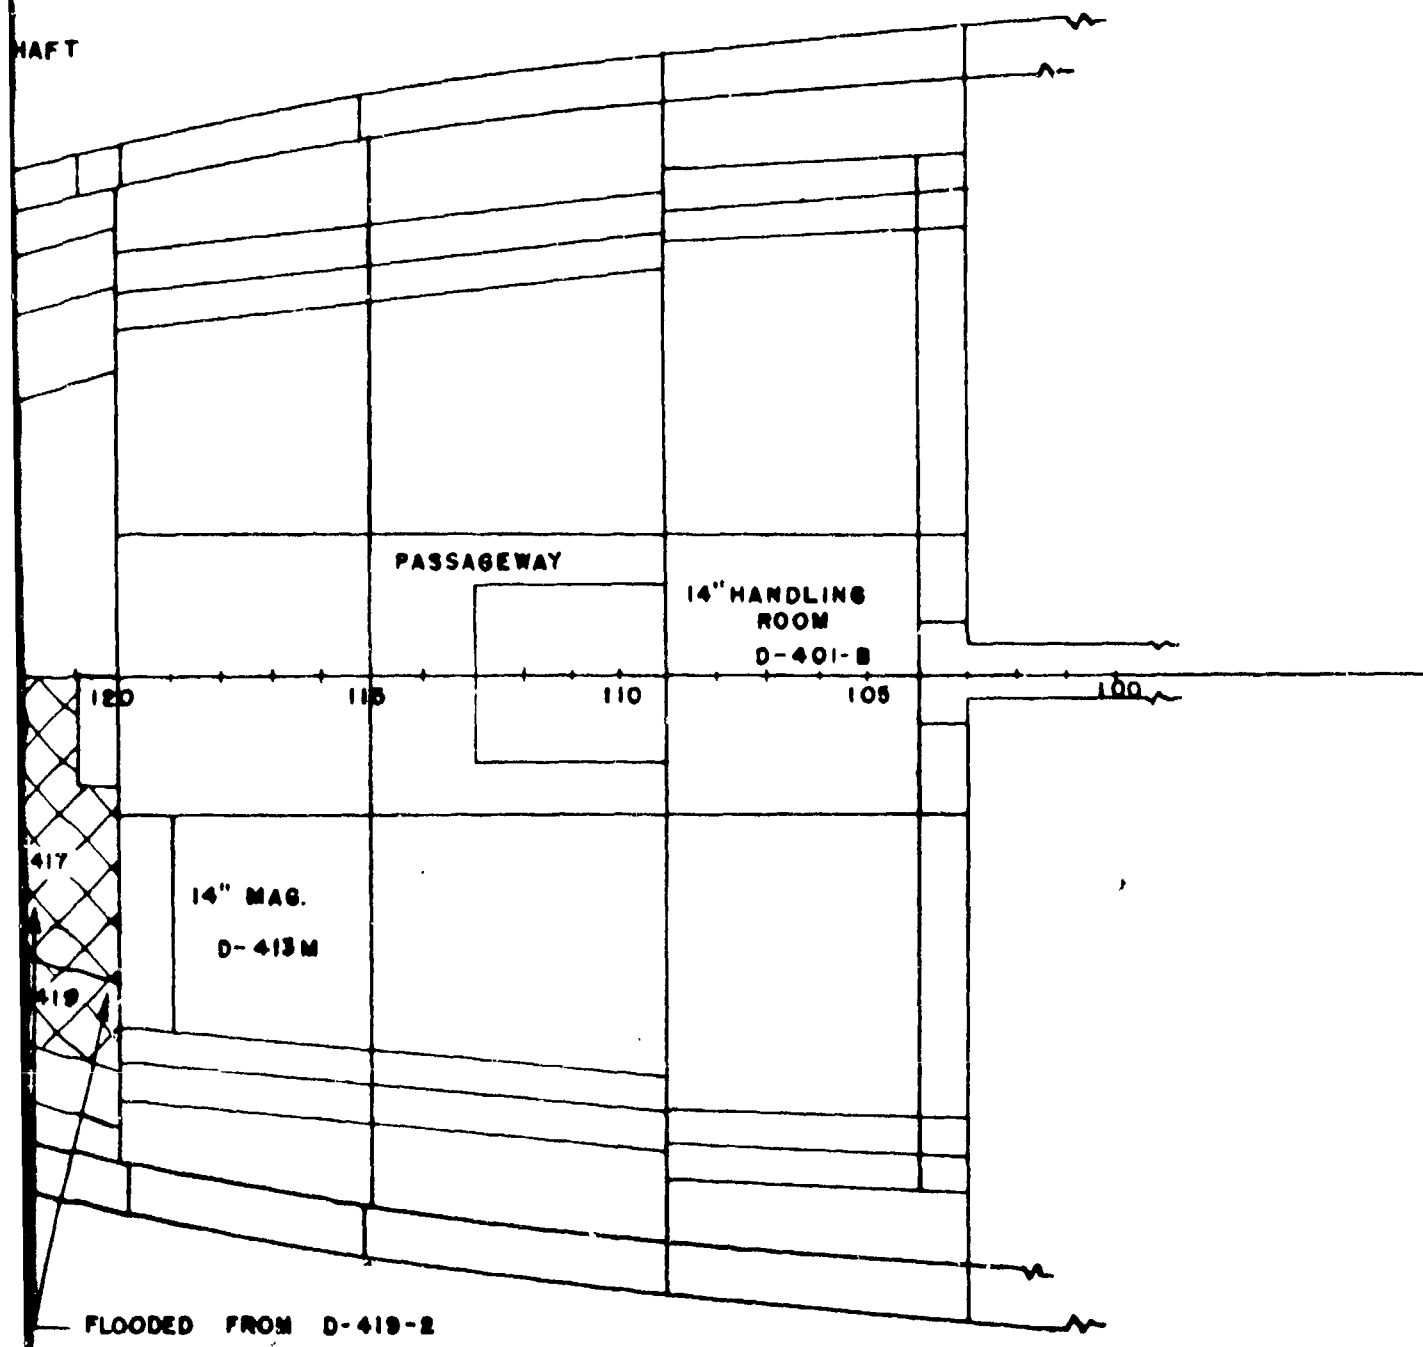 HAFT
PASSAGEWAY
14" HANDLING
ROOM
D-401-B
120 115 110 105 100
417
14" MAG.
D-413M
419
FLOODED FROM D-419-2